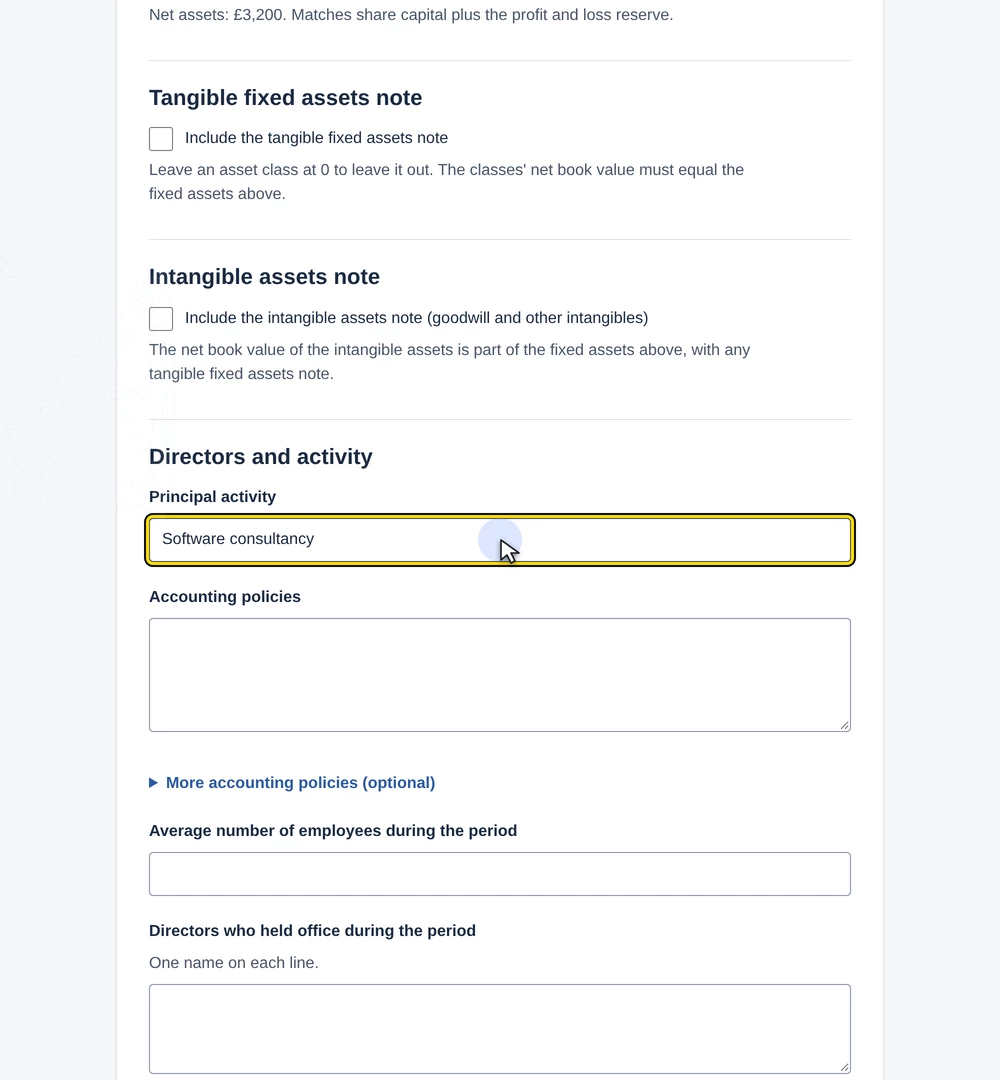 Net assets: £3,200. Matches share capital plus the profit and loss reserve.
Tangible fixed assets note
Include the tangible fixed assets note
Leave an asset class at 0 to leave it out. The classes' net book value must equal the
fixed assets above.
Intangible assets note
Include the intangible assets note (goodwill and other intangibles)
The net book value of the intangible assets is part of the fixed assets above, with any
tangible fixed assets note.
Directors and activity
Principal activity
Software consultancy
Accounting policies
More accounting policies (optional)
Average number of employees during the period
Directors who held office during the period
One name on each line.